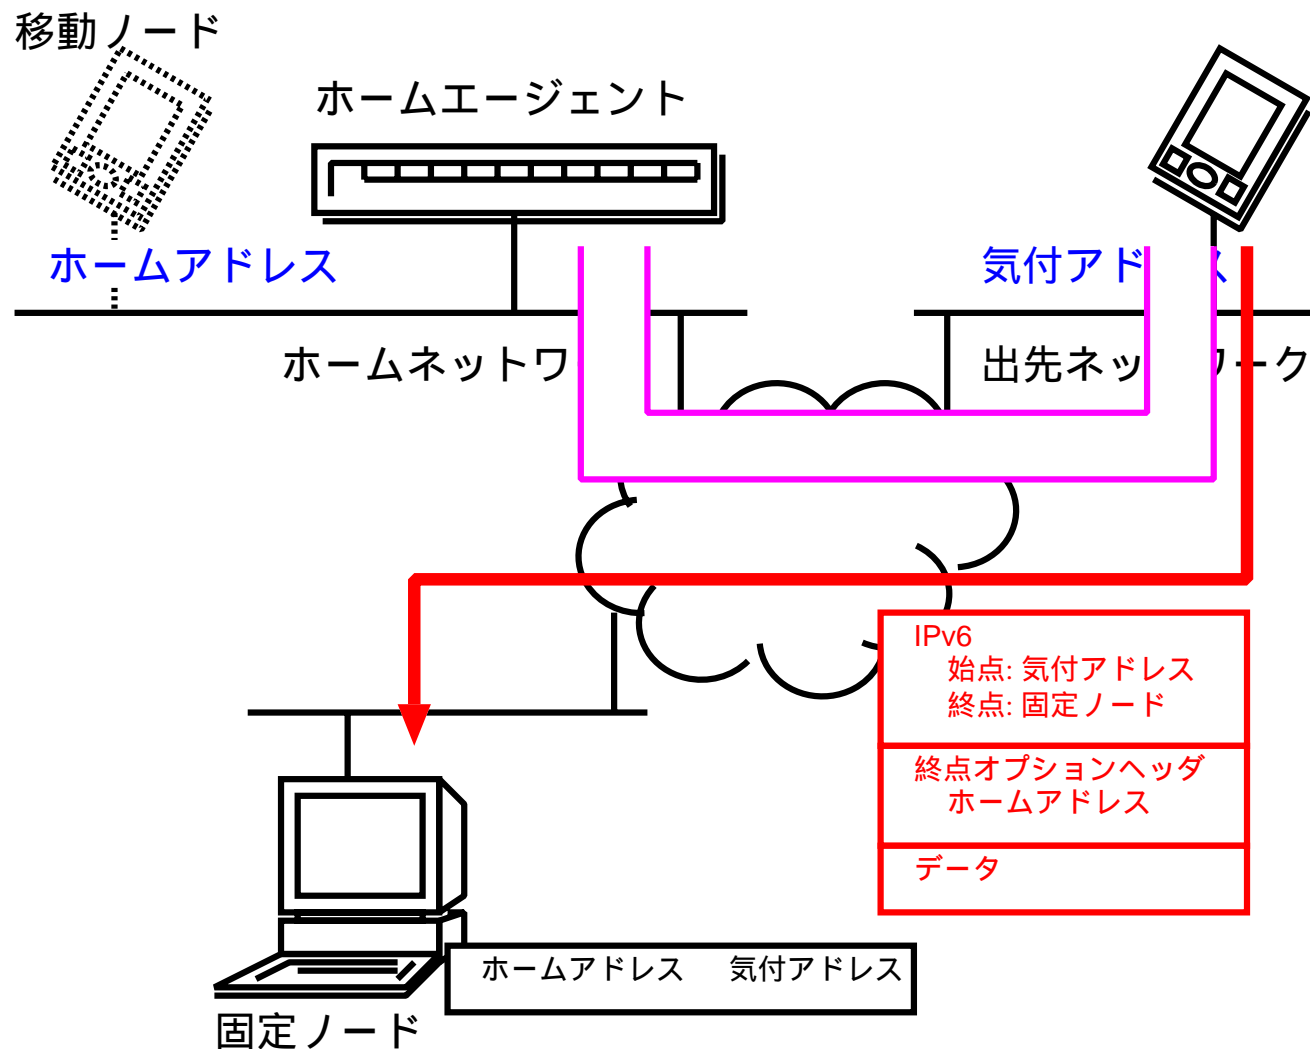 移動ノード
ホームエージェント
ホームアドレス
気付アドス
ホームネットワ
出先ネッワーク
IPv6
始点: 気付アドレス
終点: 固定ノード
終点オプションヘッダ
ホームアドレス
データ
ホームアドレス 気付アドレス
固定ノード